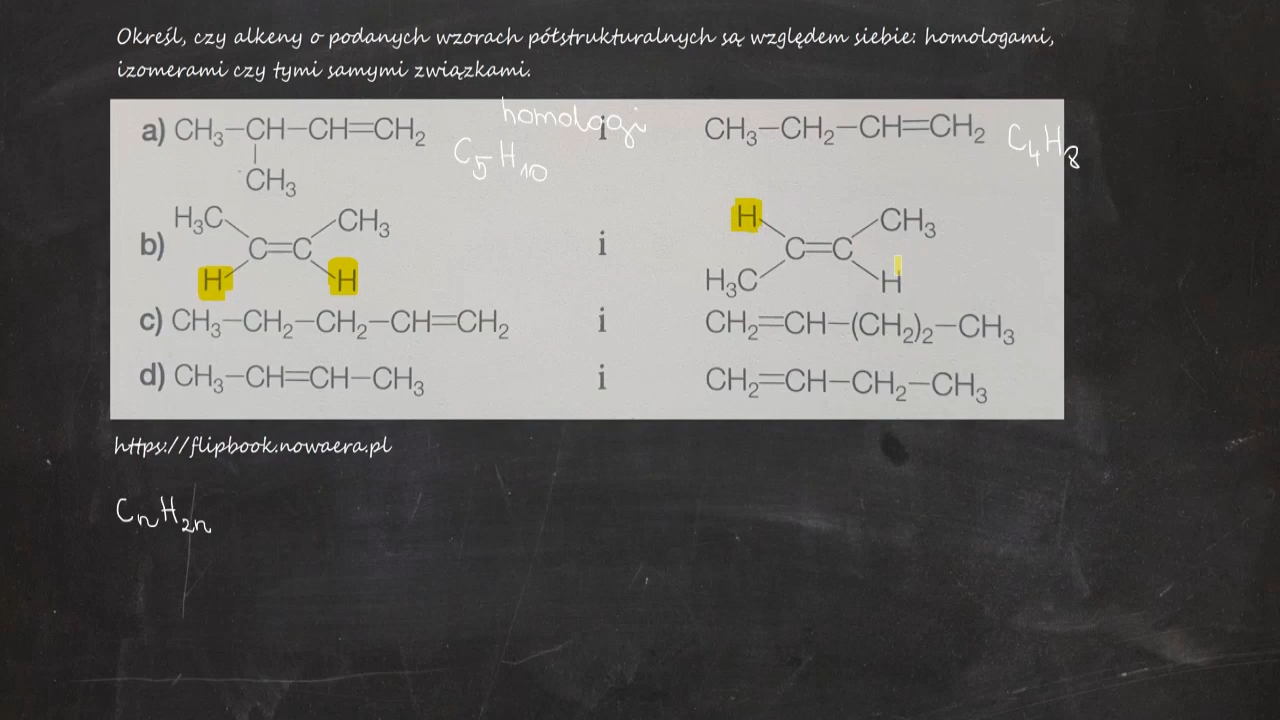 Określ, czy alkeny o podanych wzorach półstrukturalnych są względem siebie: homologami,
izomerami czy tymi samymi związkami.
homologi
a) CH₃–CH–CH=CH₂ i CH₃–CH₂–CH=CH₂ C₄H₈
C₅H₁₀
CH₃
H₃C CH₃ H CH₃
b) C=C i C=C
H H H₃C H
c) CH₃–CH₂–CH₂–CH=CH₂ i CH₂=CH–(CH₂)₂–CH₃
d) CH₃–CH=CH–CH₃ i CH₂=CH–CH₂–CH₃
https://flipbook.nowaera.pl
CₙH₂ₙ